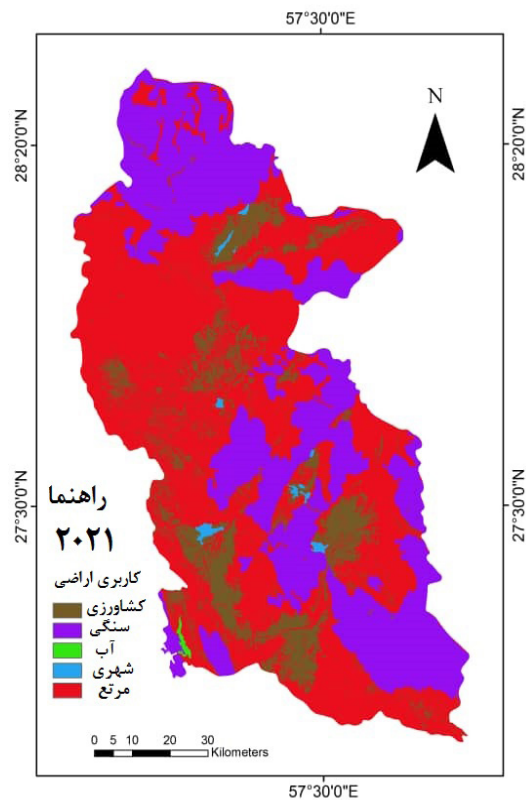 57°30'0"E
28°20'0"N
28°20'0"N
N
27°30'0"N
27°30'0"N
راهنما
۲۰۲۱
کاربری اراضی
کشاورزی
سنگی
آب
شهری
مرتع
0 5 10 20 30
Kilometers
57°30'0"E